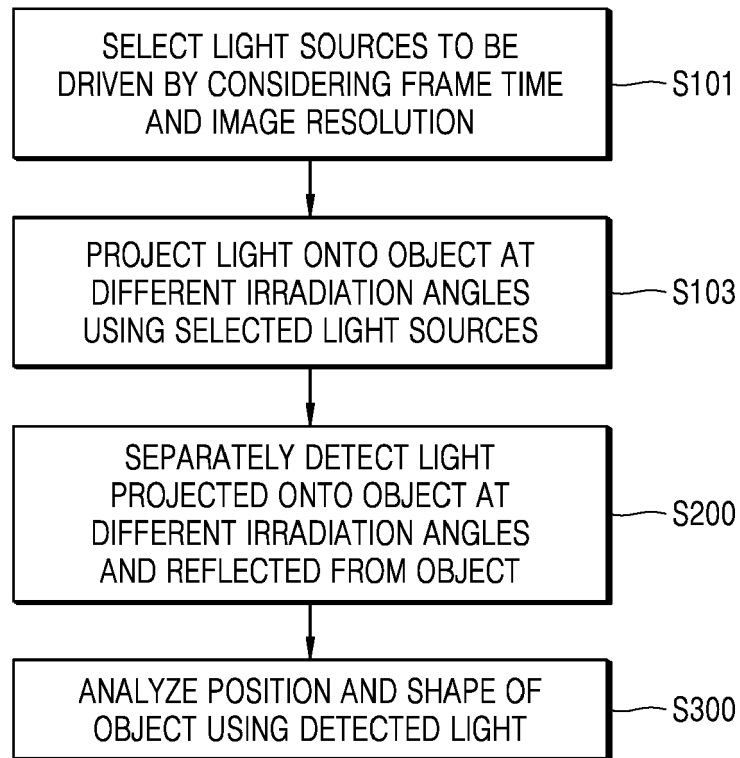 SELECT LIGHT SOURCES TO BE
DRIVEN BY CONSIDERING FRAME TIME
AND IMAGE RESOLUTION
S101
PROJECT LIGHT ONTO OBJECT AT
DIFFERENT IRRADIATION ANGLES
USING SELECTED LIGHT SOURCES
S103
SEPARATELY DETECT LIGHT
PROJECTED ONTO OBJECT AT
DIFFERENT IRRADIATION ANGLES
AND REFLECTED FROM OBJECT
S200
ANALYZE POSITION AND SHAPE OF
OBJECT USING DETECTED LIGHT
S300